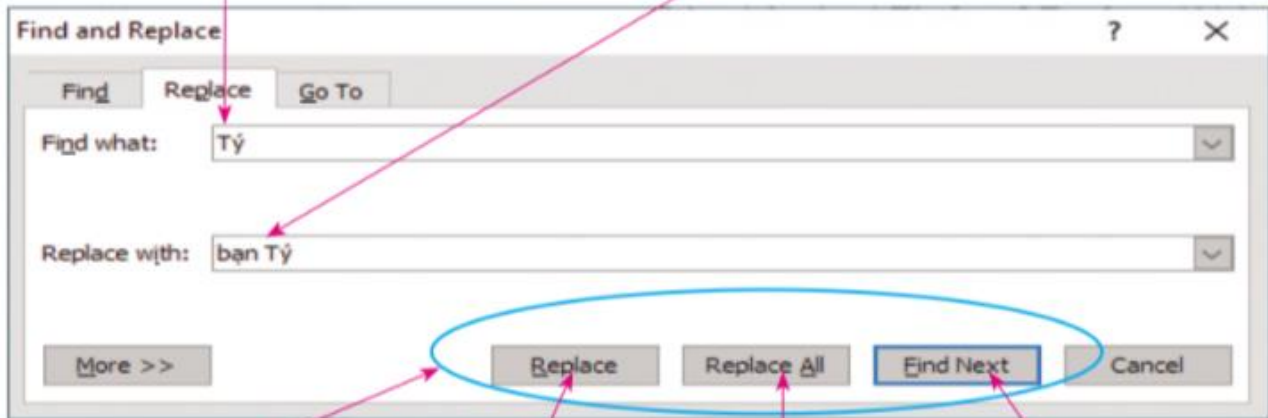 Find and Replace ? ✕
Find Replace Go To
Find what: Tý
Replace with: bạn Tý
More >> Replace Replace All Find Next Cancel